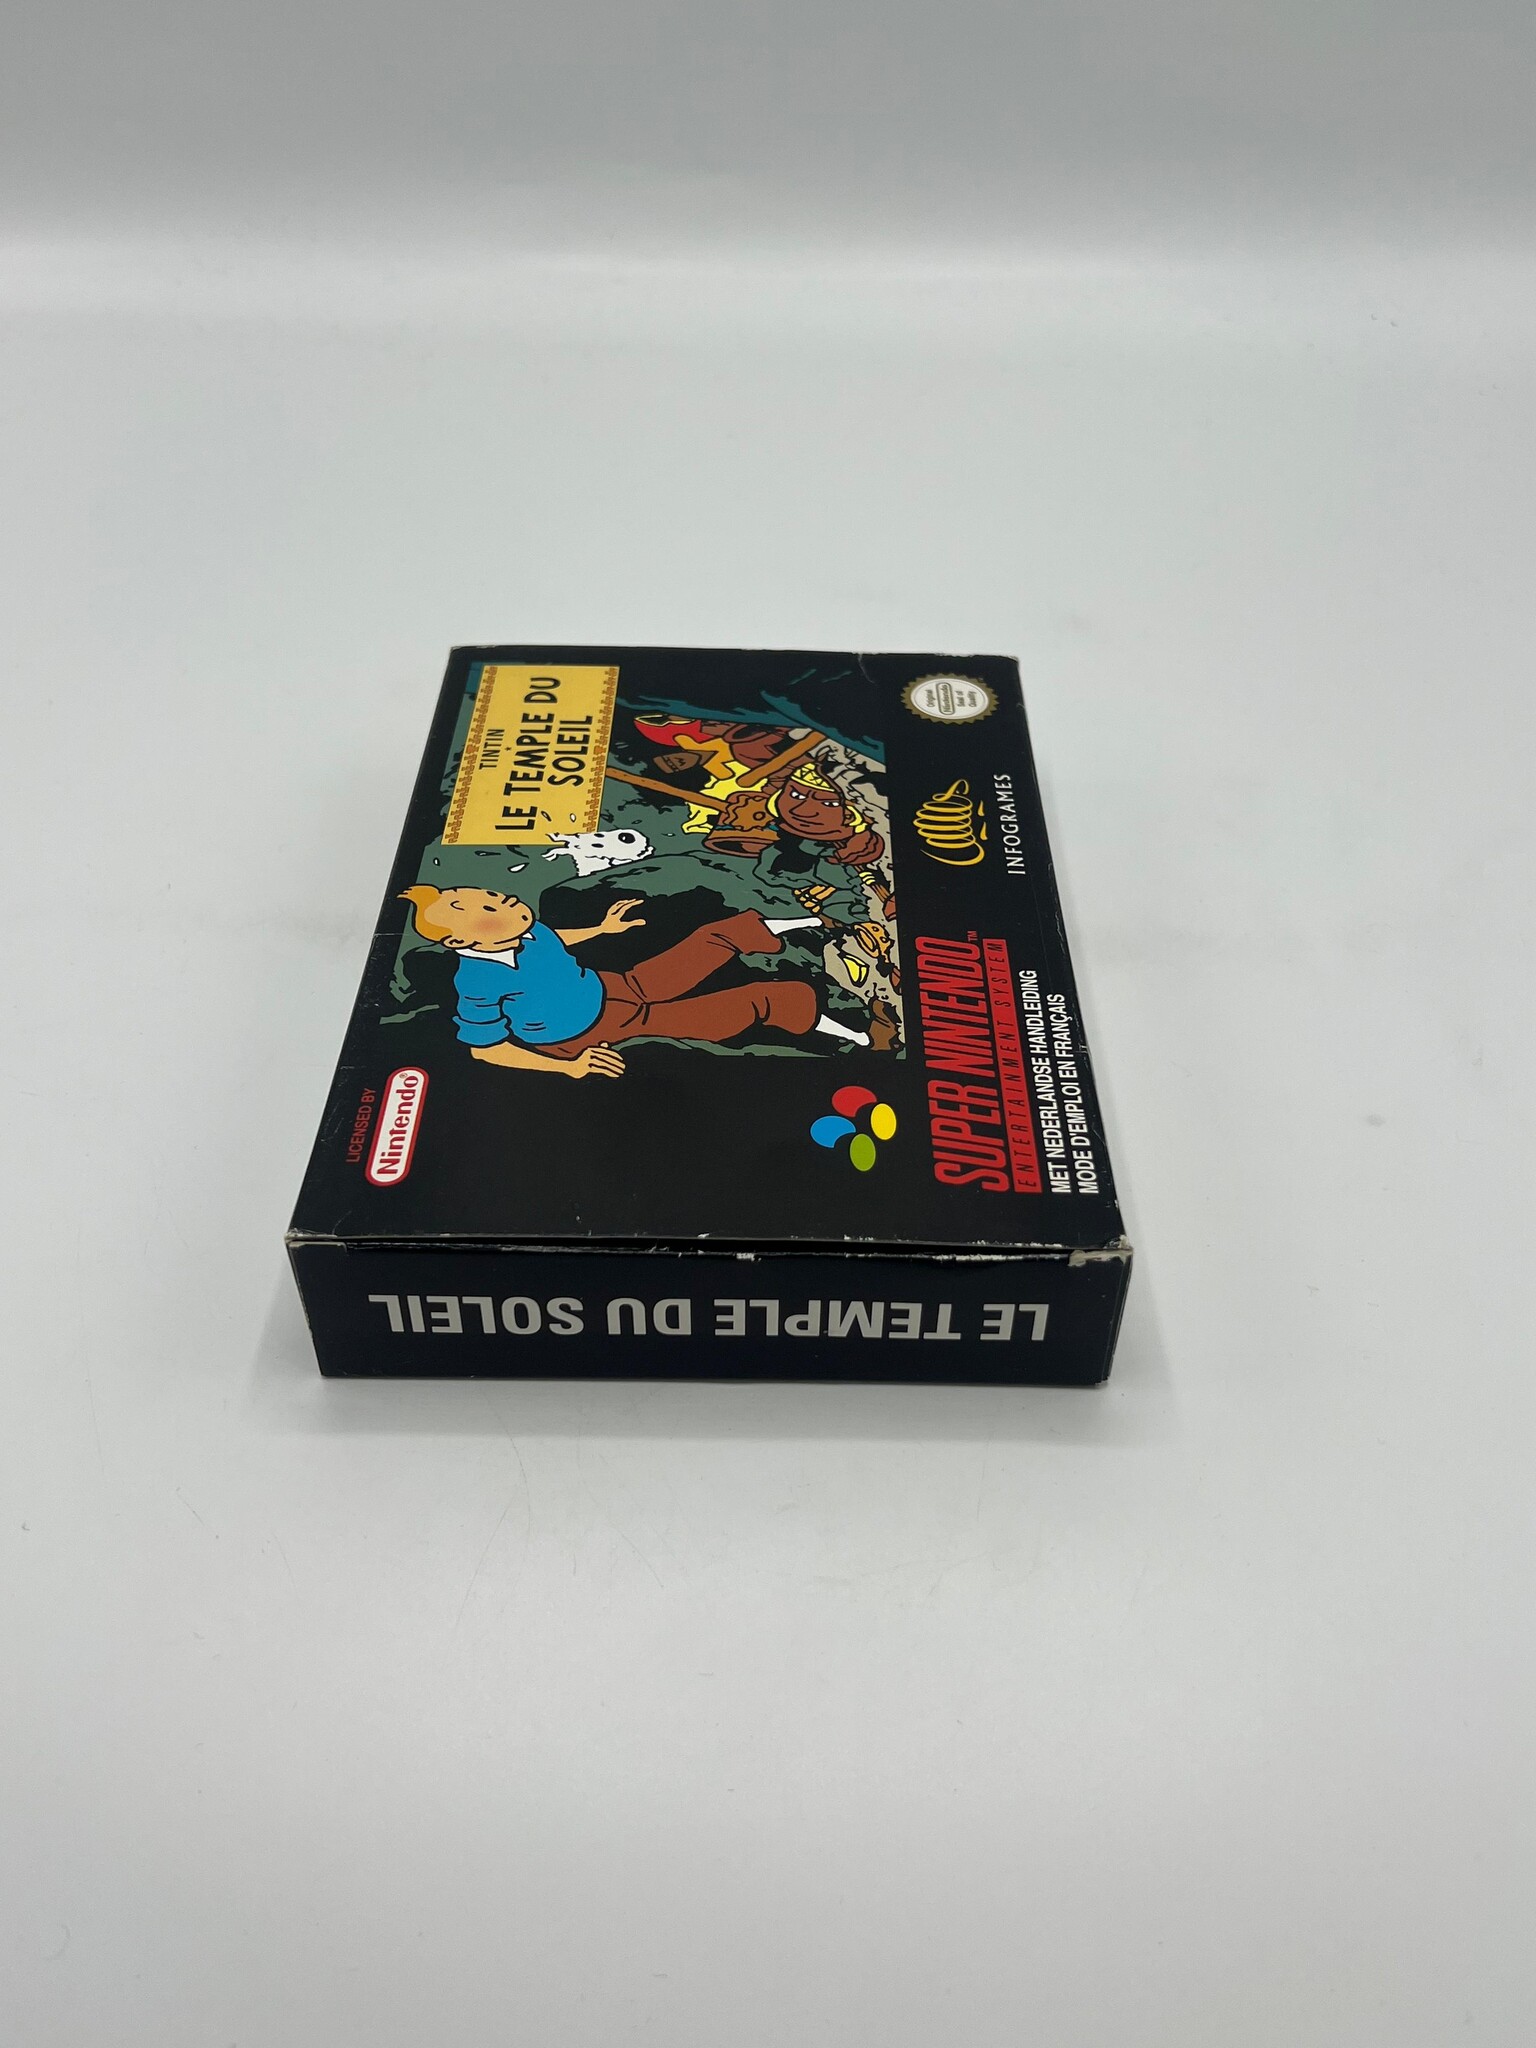 TINTIN
LE TEMPLE DU
SOLEIL
LICENSED BY
Nintendo®
Original
Nintendo
Seal of
Quality
INFOGRAMES
SUPER NINTENDO™
ENTERTAINMENT SYSTEM
MET NEDERLANDSE HANDLEIDING
MODE D'EMPLOI EN FRANÇAIS
LE TEMPLE DU SOLEIL